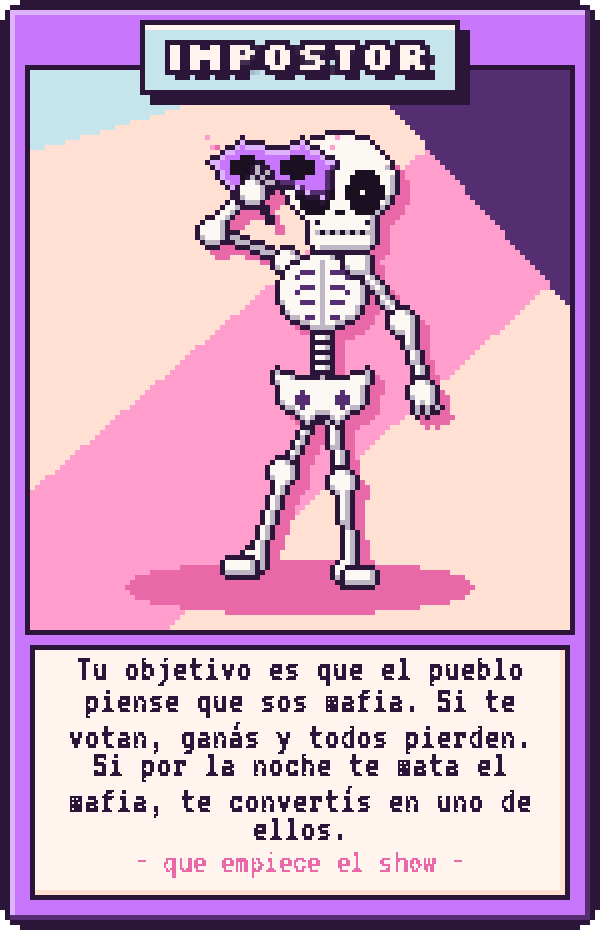 IMPOSTOR
Tu objetivo es que el pueblo
piense que sos mafia. Si te
votan, ganás y todos pierden.
Si por la noche te mata el
mafia, te convertís en uno de
ellos.
- que empiece el show -